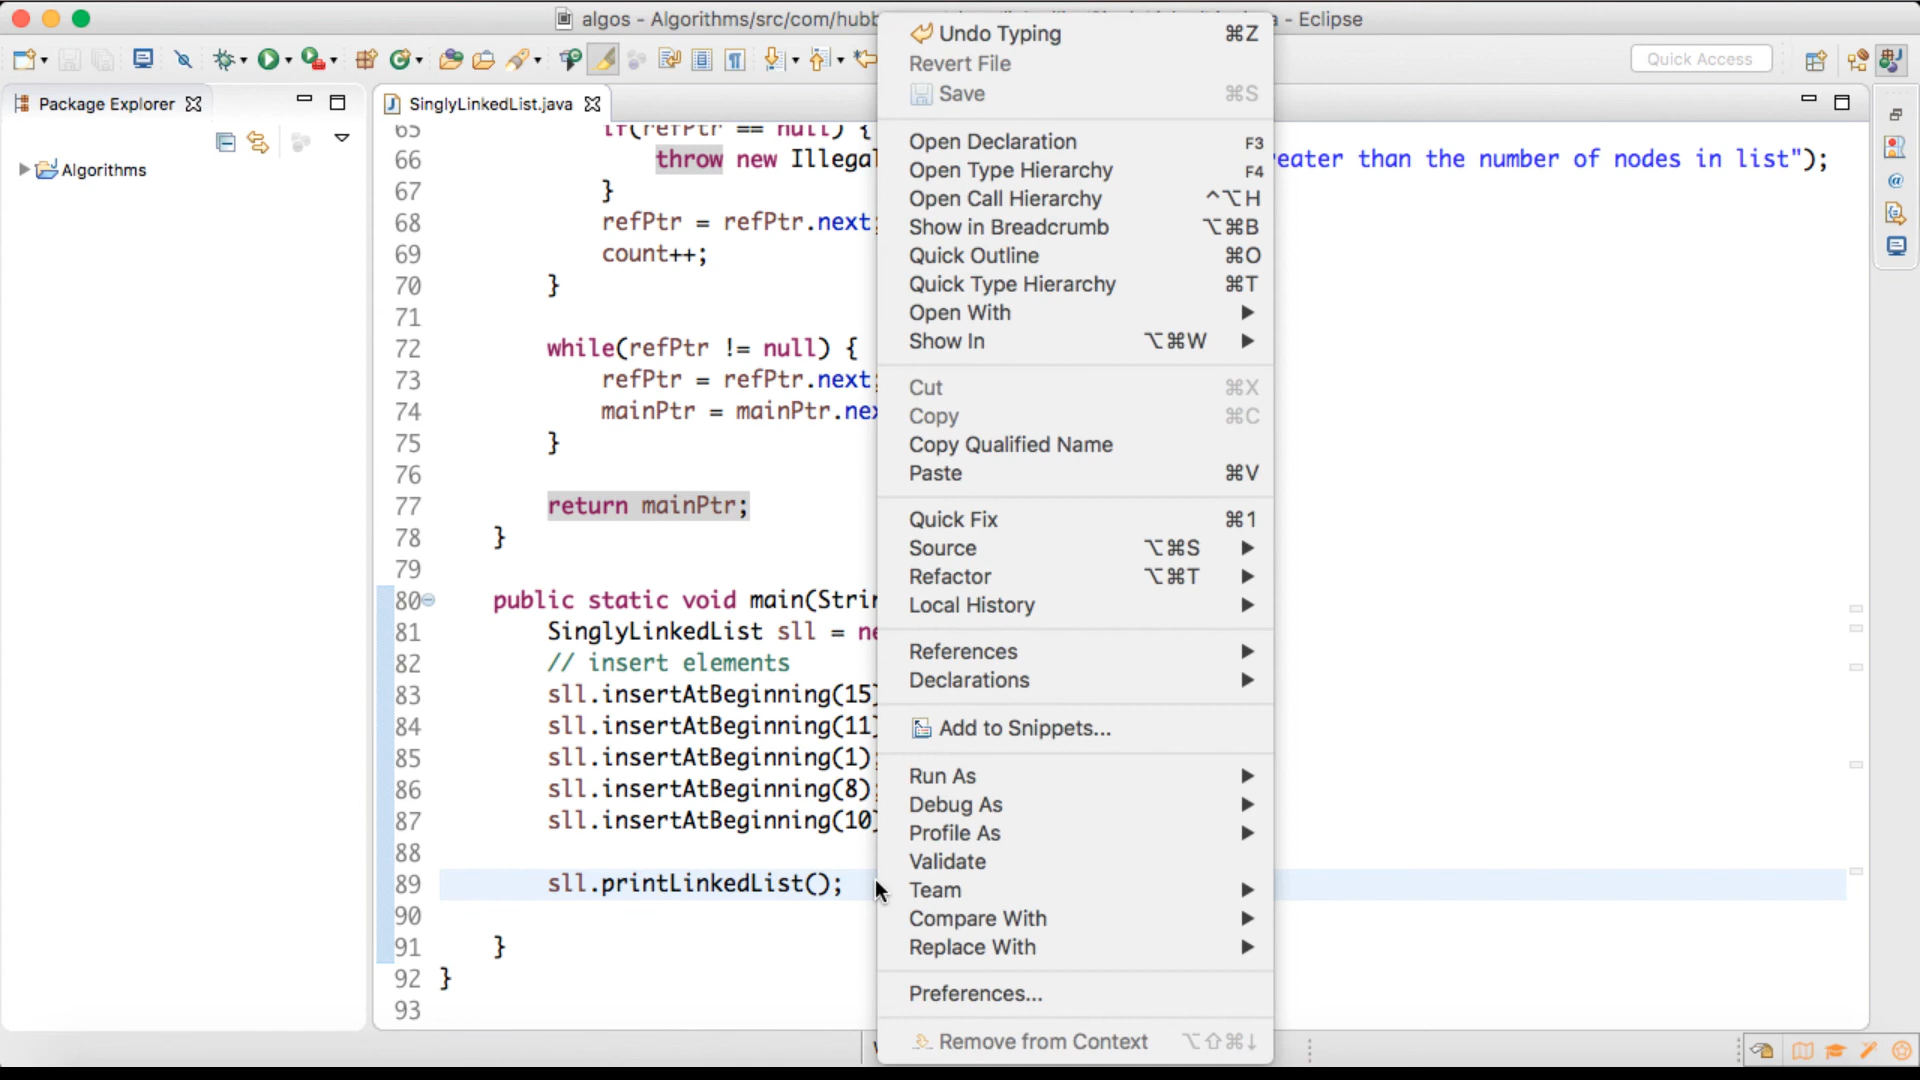 algos - Algorithms/src/com/hubb a - Eclipse
Quick Access
Package Explorer
SinglyLinkedList.java
Algorithms
65 if(refPtr == null) {
66 throw new Illegal reater than the number of nodes in list");
67 }
68 refPtr = refPtr.next;
69 count++;
70 }
71
72 while(refPtr != null) {
73 refPtr = refPtr.next;
74 mainPtr = mainPtr.nex
75 }
76
77 return mainPtr;
78 }
79
80 public static void main(Strin
81 SinglyLinkedList sll = ne
82 // insert elements
83 sll.insertAtBeginning(15)
84 sll.insertAtBeginning(11)
85 sll.insertAtBeginning(1);
86 sll.insertAtBeginning(8);
87 sll.insertAtBeginning(10)
88
89 sll.printLinkedList();
90
91 }
92 }
93
Undo Typing ⌘Z
Revert File
Save ⌘S
Open Declaration F3
Open Type Hierarchy F4
Open Call Hierarchy ^⌥H
Show in Breadcrumb ⌥⌘B
Quick Outline ⌘O
Quick Type Hierarchy ⌘T
Open With
Show In ⌥⌘W
Cut ⌘X
Copy ⌘C
Copy Qualified Name
Paste ⌘V
Quick Fix ⌘1
Source ⌥⌘S
Refactor ⌥⌘T
Local History
References
Declarations
Add to Snippets...
Run As
Debug As
Profile As
Validate
Team
Compare With
Replace With
Preferences...
Remove from Context ⌥⇧⌘↓